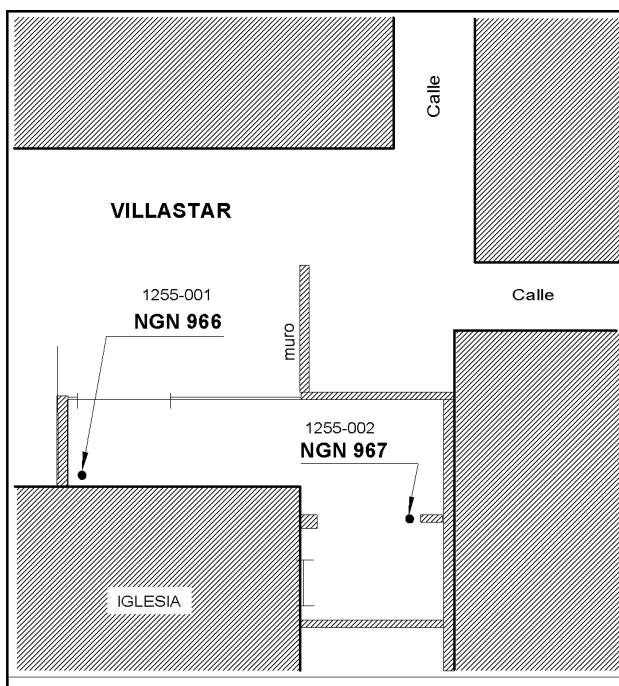 Calle
VILLASTAR
1255-001
NGN 966
Calle
muro
1255-002
NGN 967
IGLESIA